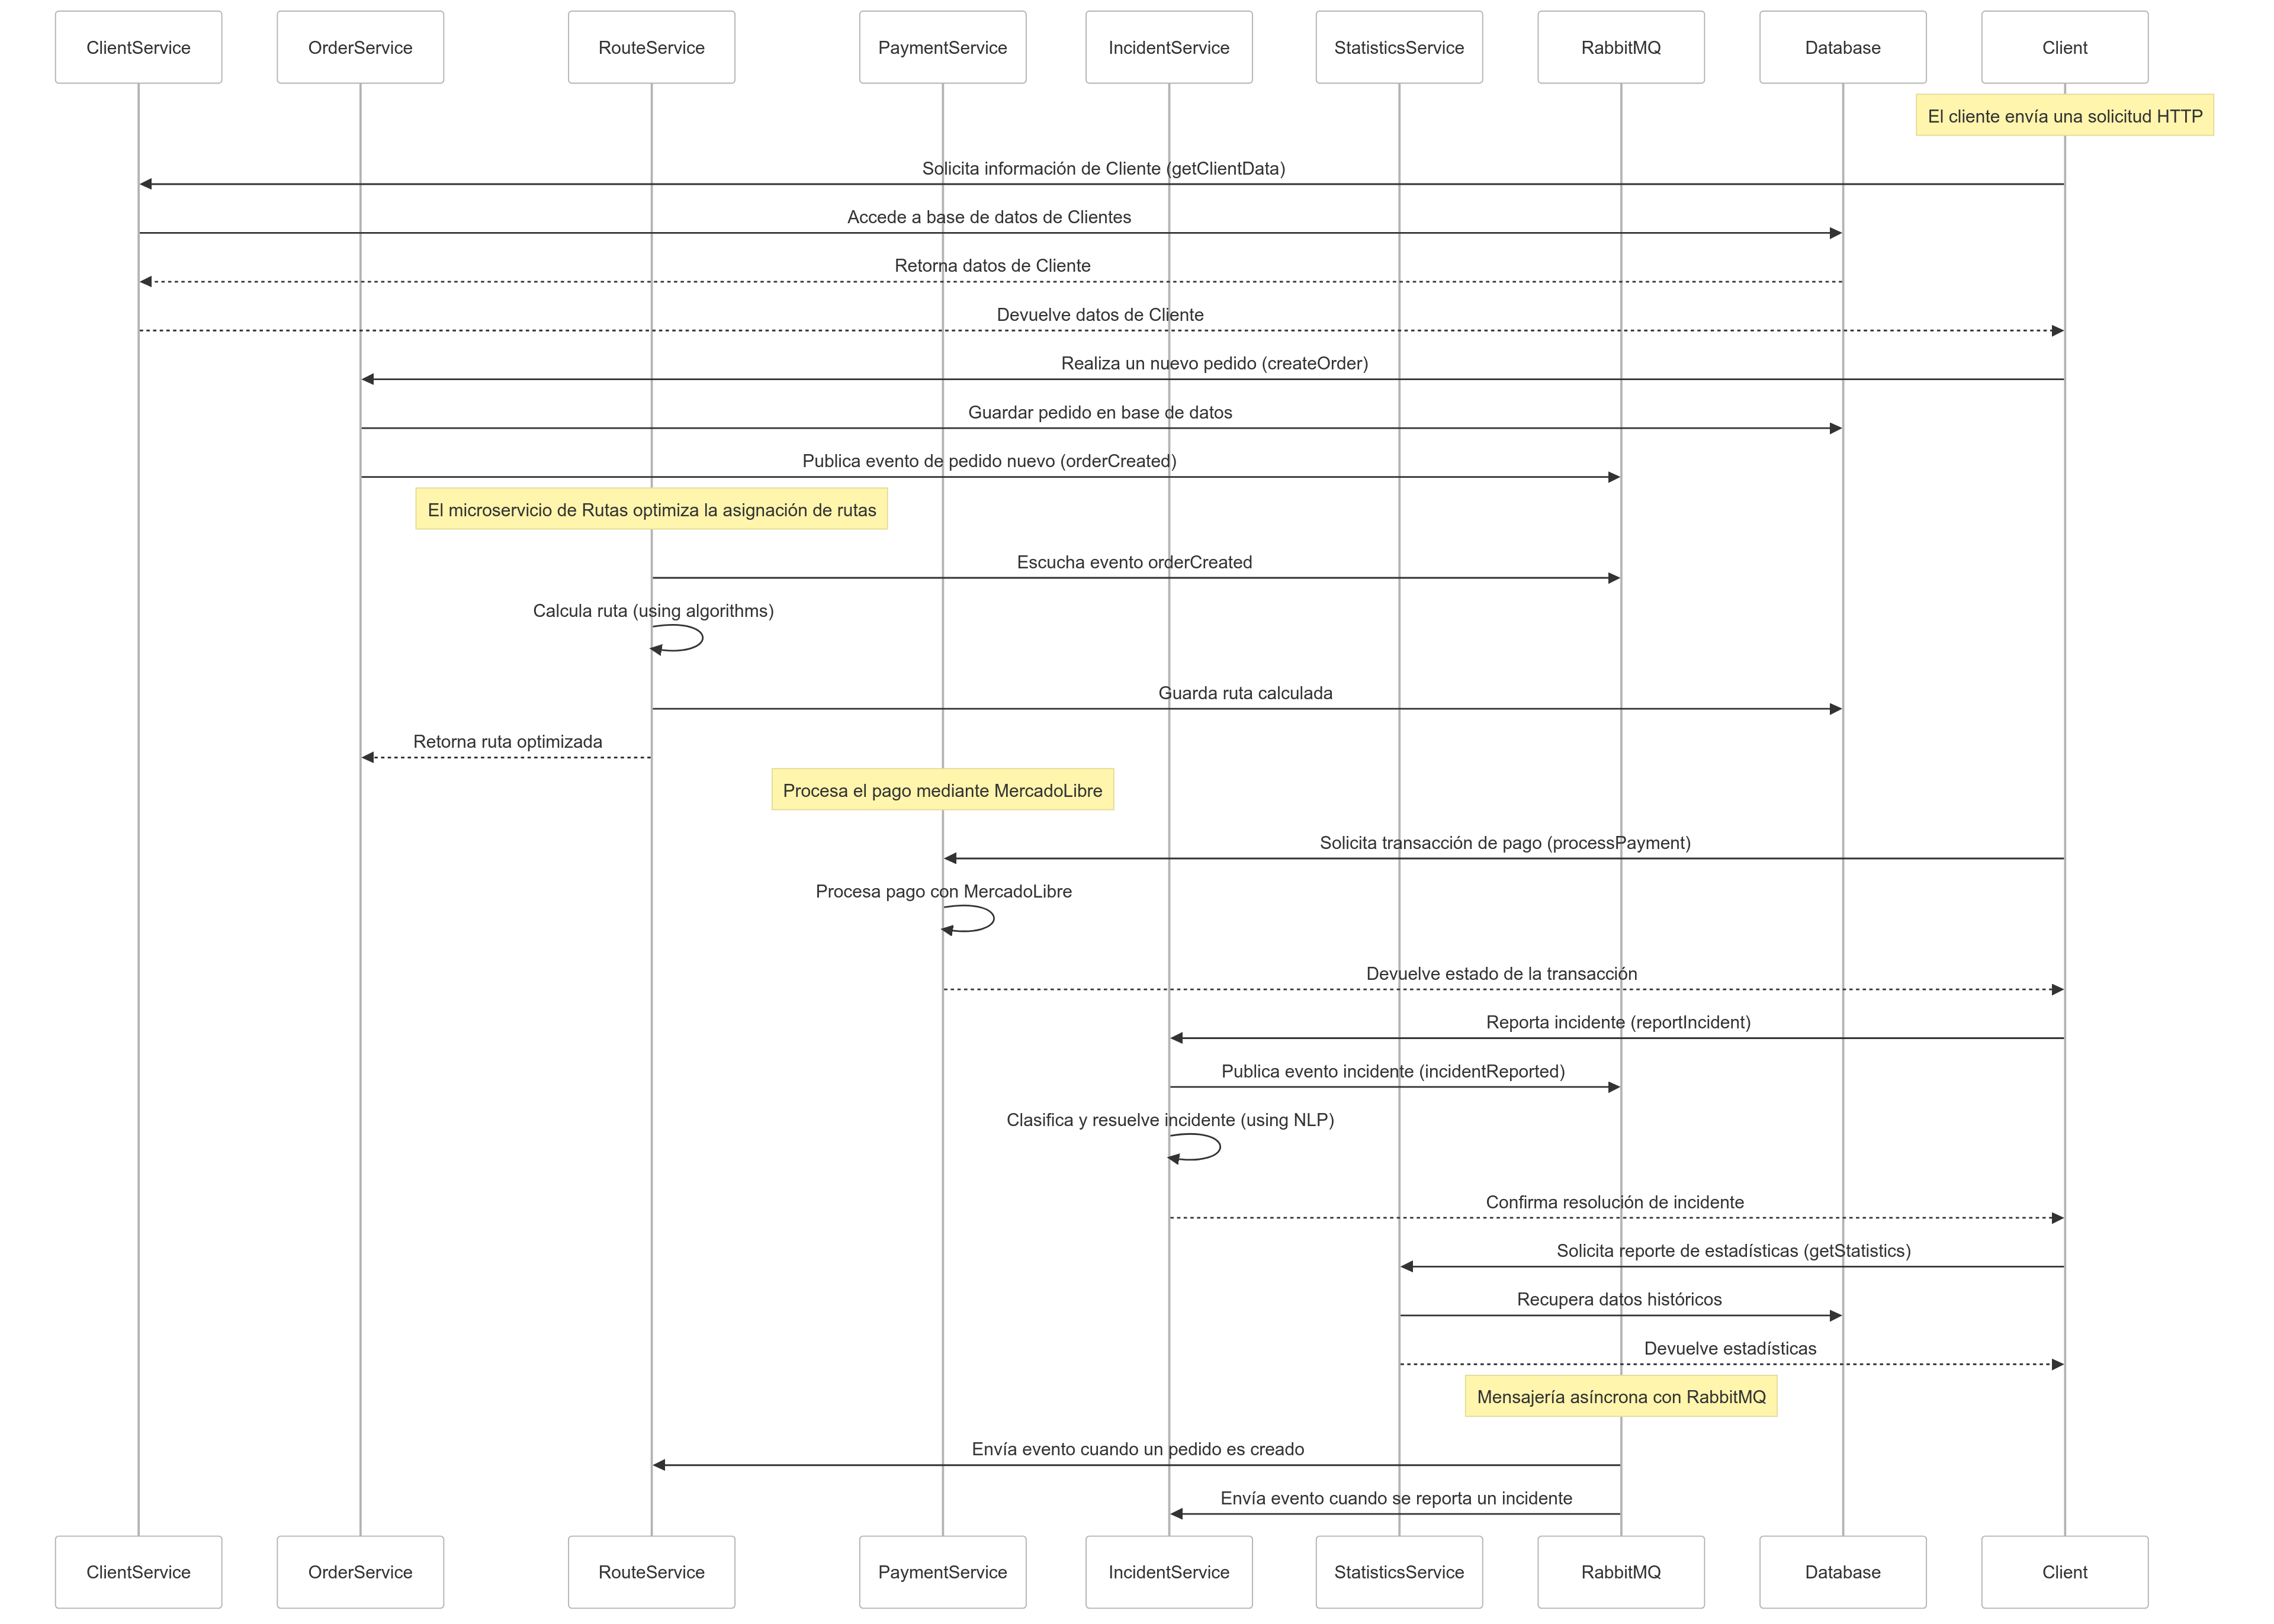 ClientService
OrderService
RouteService
PaymentService
IncidentService
StatisticsService
RabbitMQ
Database
Client
El cliente envía una solicitud HTTP
Solicita información de Cliente (getClientData)
Accede a base de datos de Clientes
Retorna datos de Cliente
Devuelve datos de Cliente
Realiza un nuevo pedido (createOrder)
Guardar pedido en base de datos
Publica evento de pedido nuevo (orderCreated)
El microservicio de Rutas optimiza la asignación de rutas
Escucha evento orderCreated
Calcula ruta (using algorithms)
Guarda ruta calculada
Retorna ruta optimizada
Procesa el pago mediante MercadoLibre
Solicita transacción de pago (processPayment)
Procesa pago con MercadoLibre
Devuelve estado de la transacción
Reporta incidente (reportIncident)
Publica evento incidente (incidentReported)
Clasifica y resuelve incidente (using NLP)
Confirma resolución de incidente
Solicita reporte de estadísticas (getStatistics)
Recupera datos históricos
Devuelve estadísticas
Mensajería asíncrona con RabbitMQ
Envía evento cuando un pedido es creado
Envía evento cuando se reporta un incidente
ClientService
OrderService
RouteService
PaymentService
IncidentService
StatisticsService
RabbitMQ
Database
Client